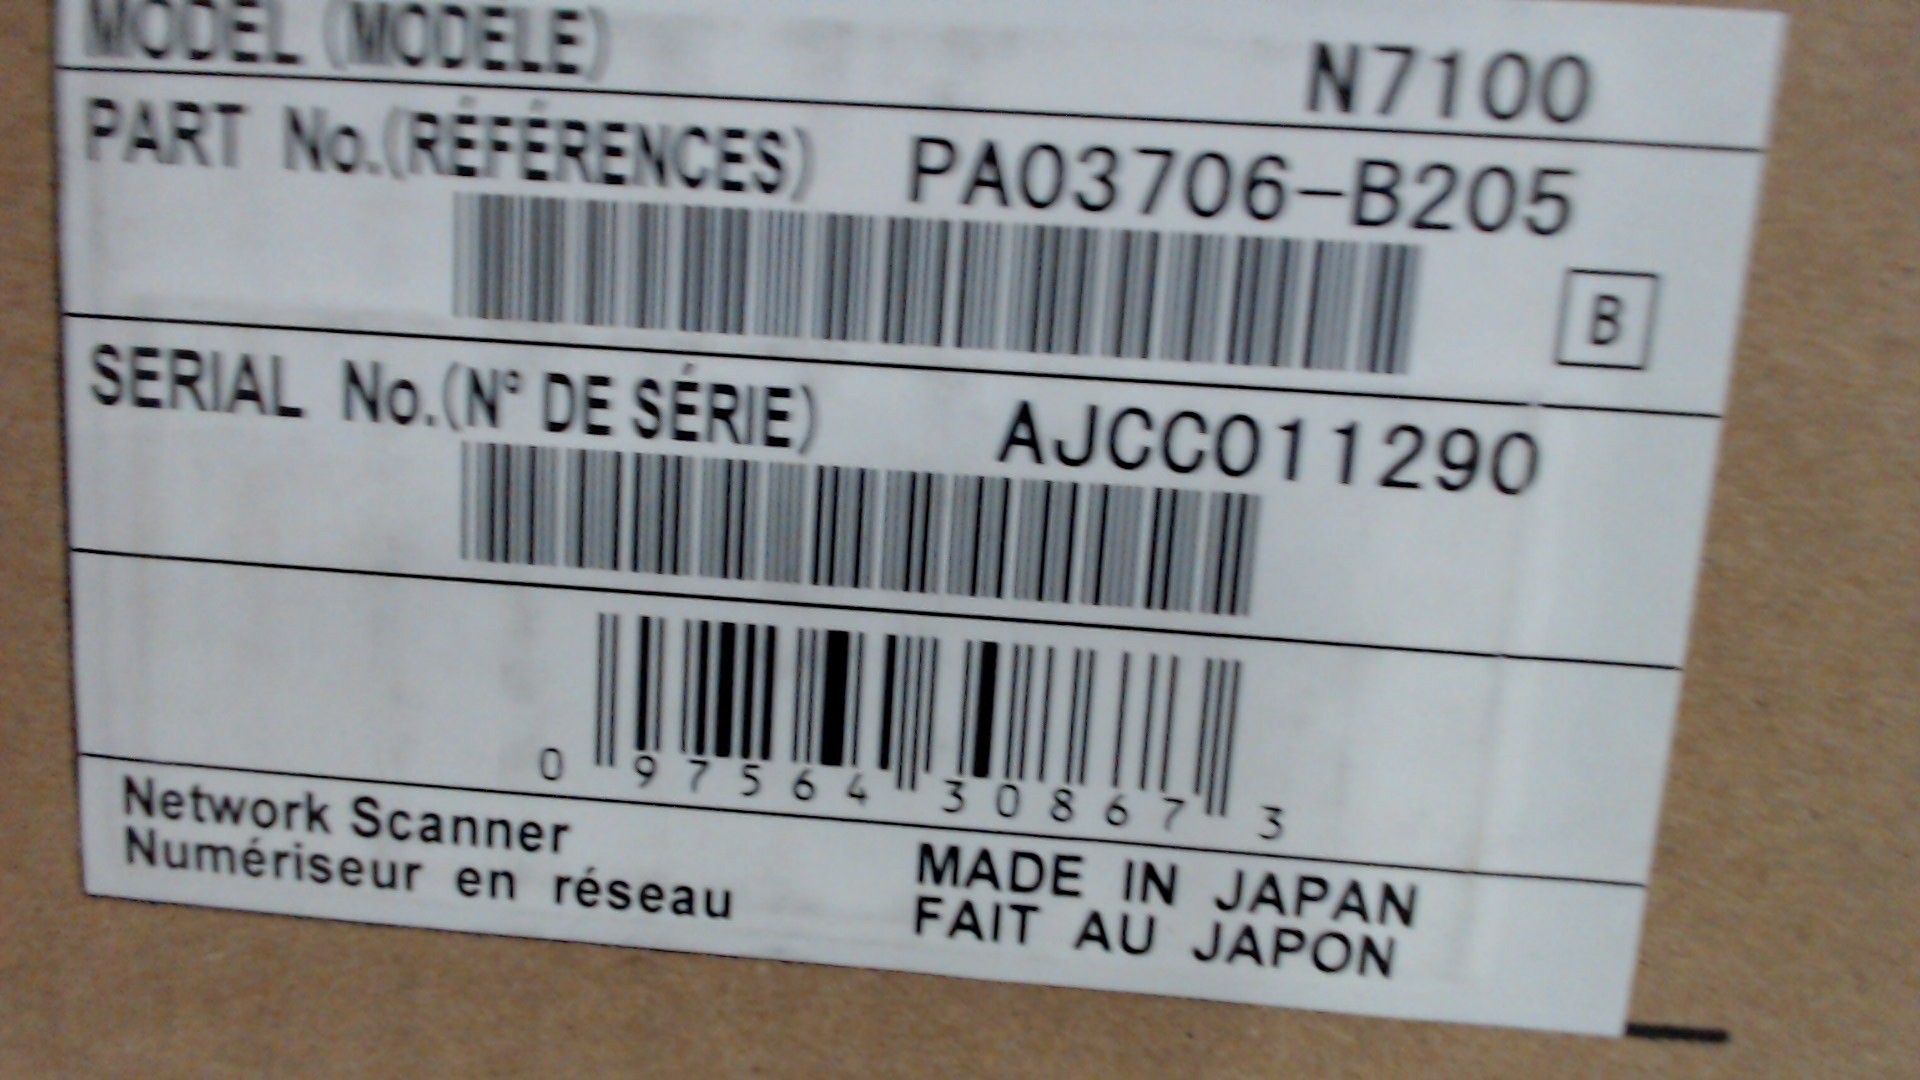 MODEL (MODÈLE) N7100
PART No.(RÉFÉRENCES) PA03706-B205
B
SERIAL No.(N° DE SÉRIE) AJCC011290
0 97564 30867 3
Network Scanner
Numériseur en réseau
MADE IN JAPAN
FAIT AU JAPON